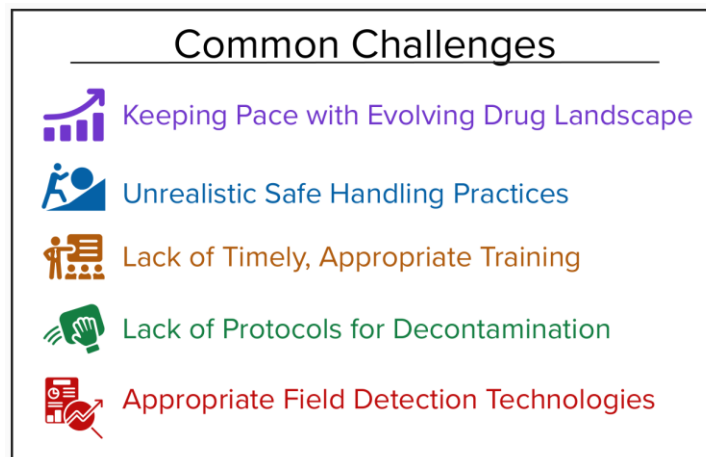 Common Challenges
Keeping Pace with Evolving Drug Landscape
Unrealistic Safe Handling Practices
Lack of Timely, Appropriate Training
Lack of Protocols for Decontamination
Appropriate Field Detection Technologies